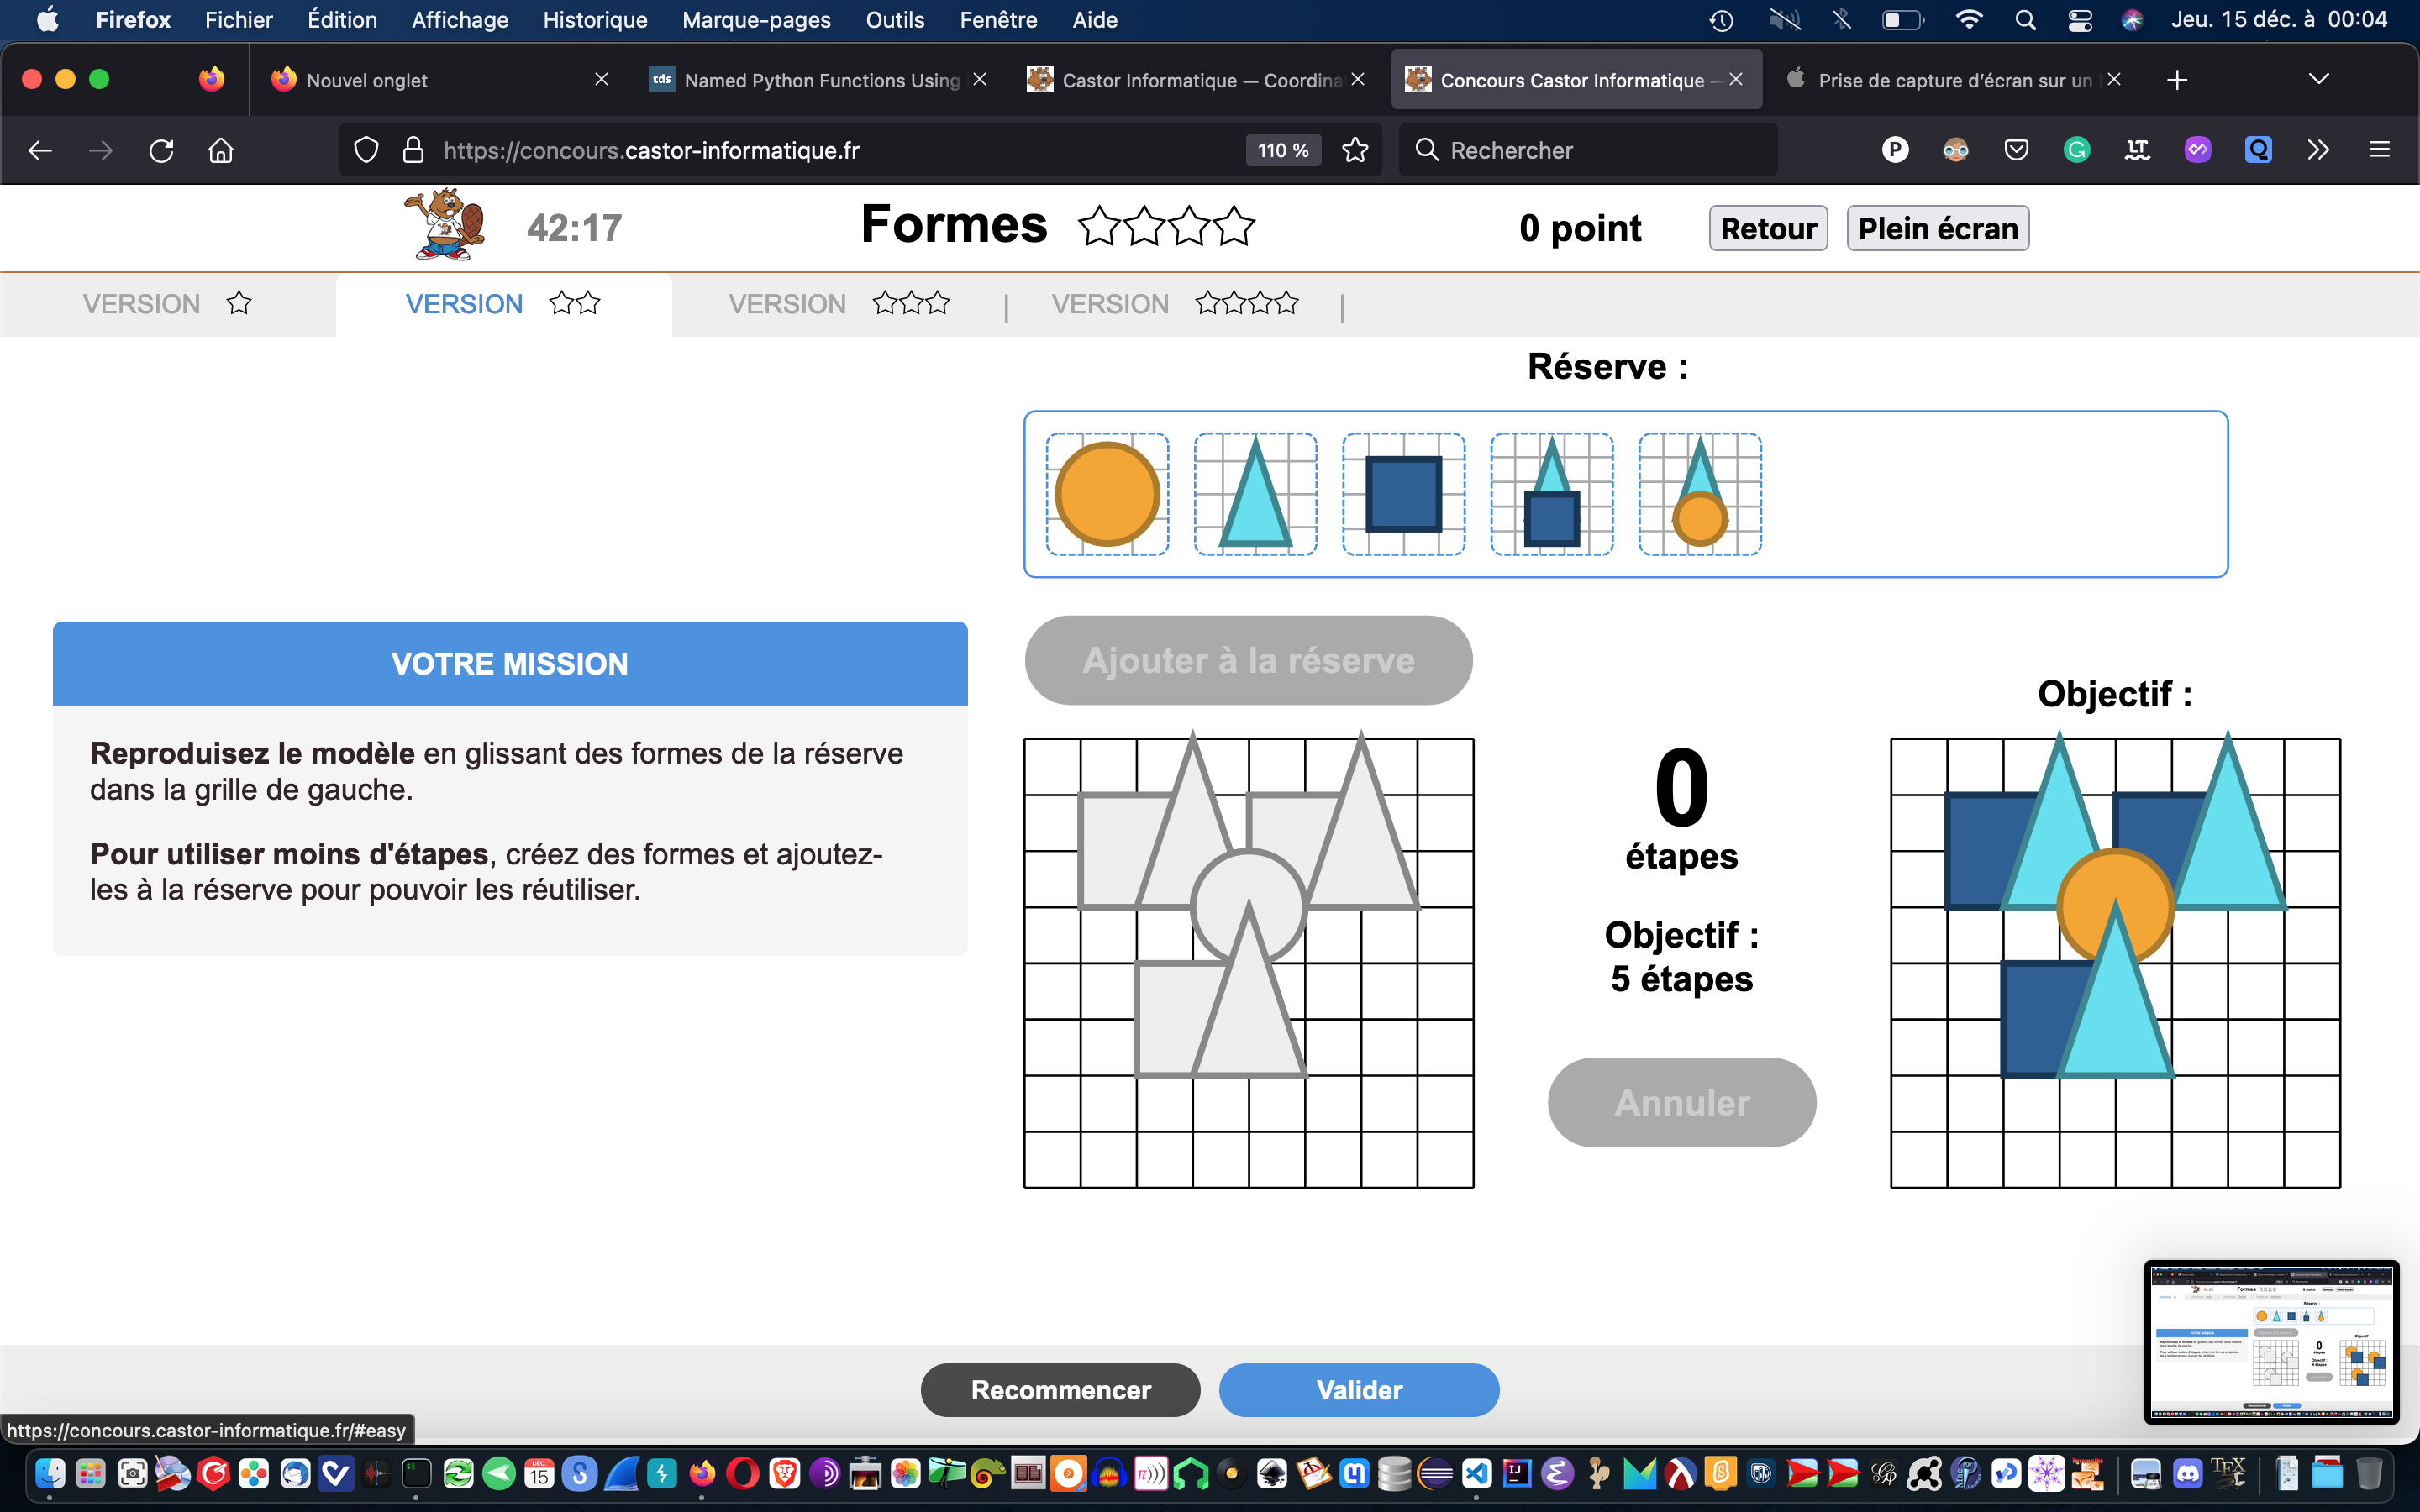 Firefox Fichier Édition Affichage Historique Marque-pages Outils Fenêtre Aide Jeu. 15 déc. à 00:04
Nouvel onglet tds Named Python Functions Using Castor Informatique — Coordina Concours Castor Informatique — Prise de capture d'écran sur un
https://concours.castor-informatique.fr 110 % Rechercher
42:17 Formes 0 point Retour Plein écran
VERSION VERSION VERSION | VERSION |
Réserve :
Ajouter à la réserve
VOTRE MISSION
Reproduisez le modèle en glissant des formes de la réserve
dans la grille de gauche.
Pour utiliser moins d'étapes, créez des formes et ajoutez-
les à la réserve pour pouvoir les réutiliser.
0
étapes
Objectif :
5 étapes
Annuler
Objectif :
Recommencer Valider
https://concours.castor-informatique.fr/#easy